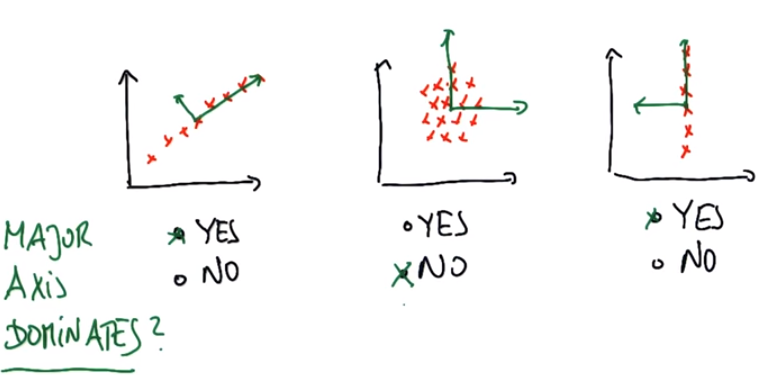 MAJOR
AXIS
DOMINATES?
YES
NO
YES
NO
YES
NO